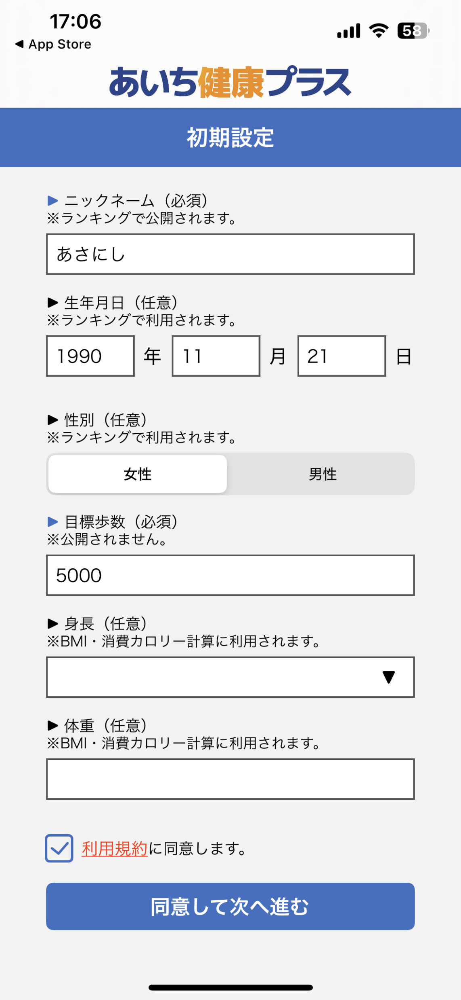 17:06
58
◀ App Store
あいち健康プラス
初期設定
▶ ニックネーム（必須）
※ランキングで公開されます。
あさにし
▶ 生年月日（任意）
※ランキングで利用されます。
1990 年 11 月 21 日
▶ 性別（任意）
※ランキングで利用されます。
女性 男性
▶ 目標歩数（必須）
※公開されません。
5000
▶ 身長（任意）
※BMI・消費カロリー計算に利用されます。
▼
▶ 体重（任意）
※BMI・消費カロリー計算に利用されます。
利用規約に同意します。
同意して次へ進む